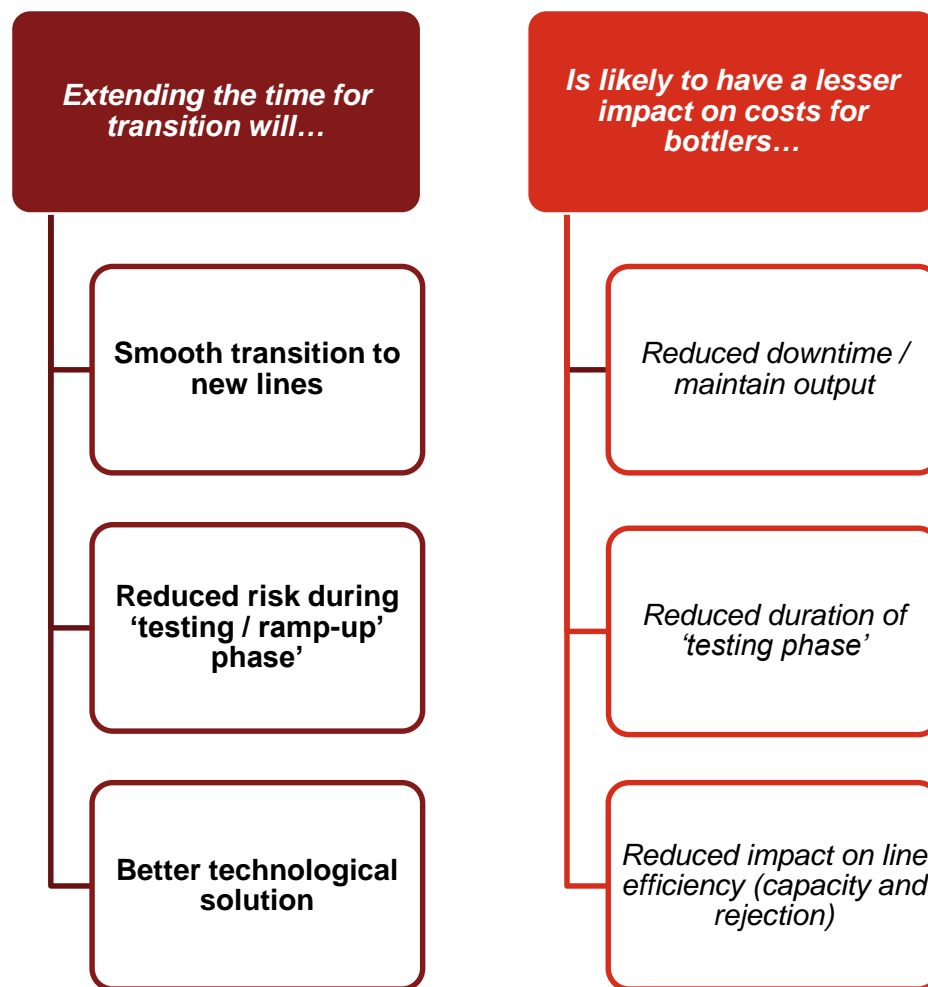 Extending the time for
transition will…
Smooth transition to
new lines
Reduced risk during
‘testing / ramp-up’
phase’
Better technological
solution
Is likely to have a lesser
impact on costs for
bottlers…
Reduced downtime /
maintain output
Reduced duration of
‘testing phase’
Reduced impact on line
efficiency (capacity and
rejection)